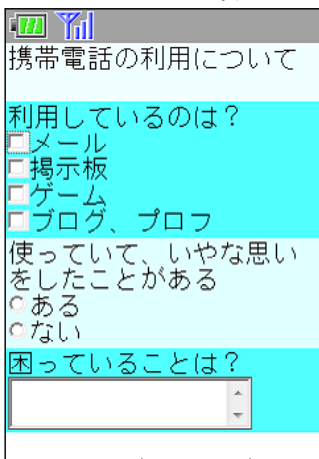 携帯電話の利用について
利用しているのは？
メール
掲示板
ゲーム
ブログ、プロフ
使っていて、いやな思い
をしたことがある
ある
ない
困っていることは？